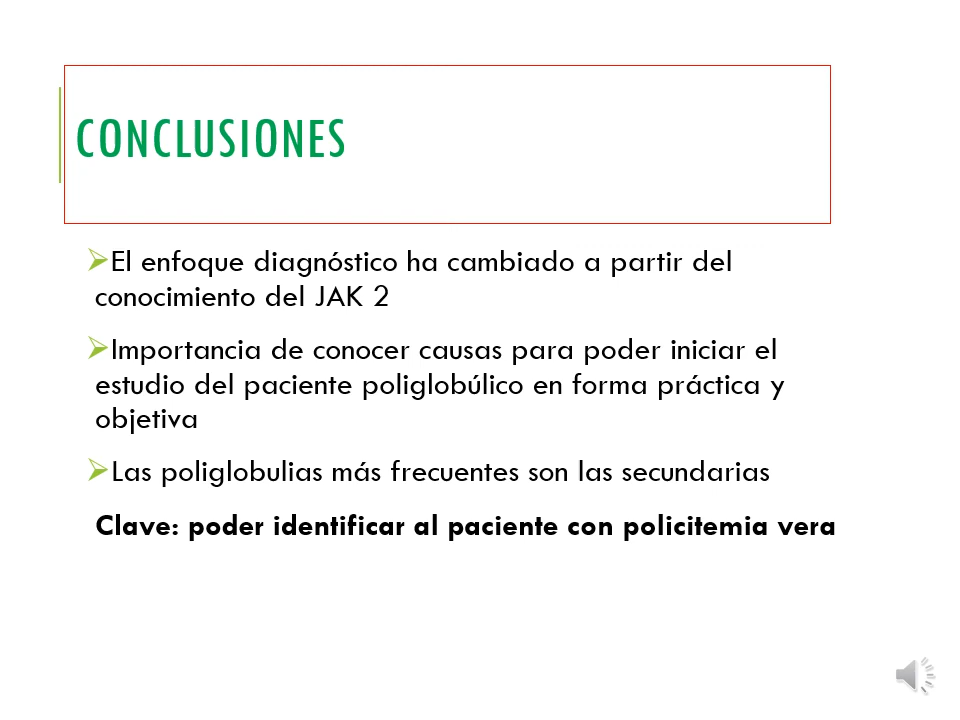 CONCLUSIONES
El enfoque diagnóstico ha cambiado a partir del
conocimiento del JAK 2
Importancia de conocer causas para poder iniciar el
estudio del paciente poliglobúlico en forma práctica y
objetiva
Las poliglobulias más frecuentes son las secundarias
Clave: poder identificar al paciente con policitemia vera